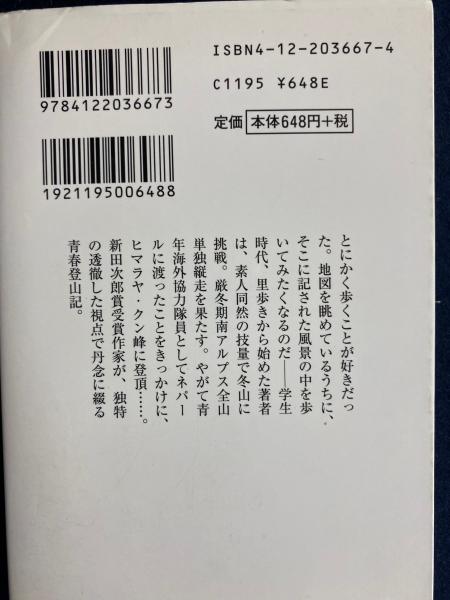 ISBN4-12-203667-4
C1195 ¥648E
定価 本体648円+税
9784122036673
1921195006488
とにかく歩くことが好きだっ
た。地図を眺めているうちに、
そこに記された風景の中を歩
いてみたくなるのだ――学生
時代、里歩きから始めた著者
は、素人同然の技量で冬山に
挑戦。厳冬期南アルプス全山
単独縦走を果たす。やがて青
年海外協力隊員としてネパー
ルに渡ったことをきっかけに、
ヒマラヤ・クン峰に登頂……。
新田次郎賞受賞作家が、独特
の透徹した視点で丹念に綴る
青春登山記。